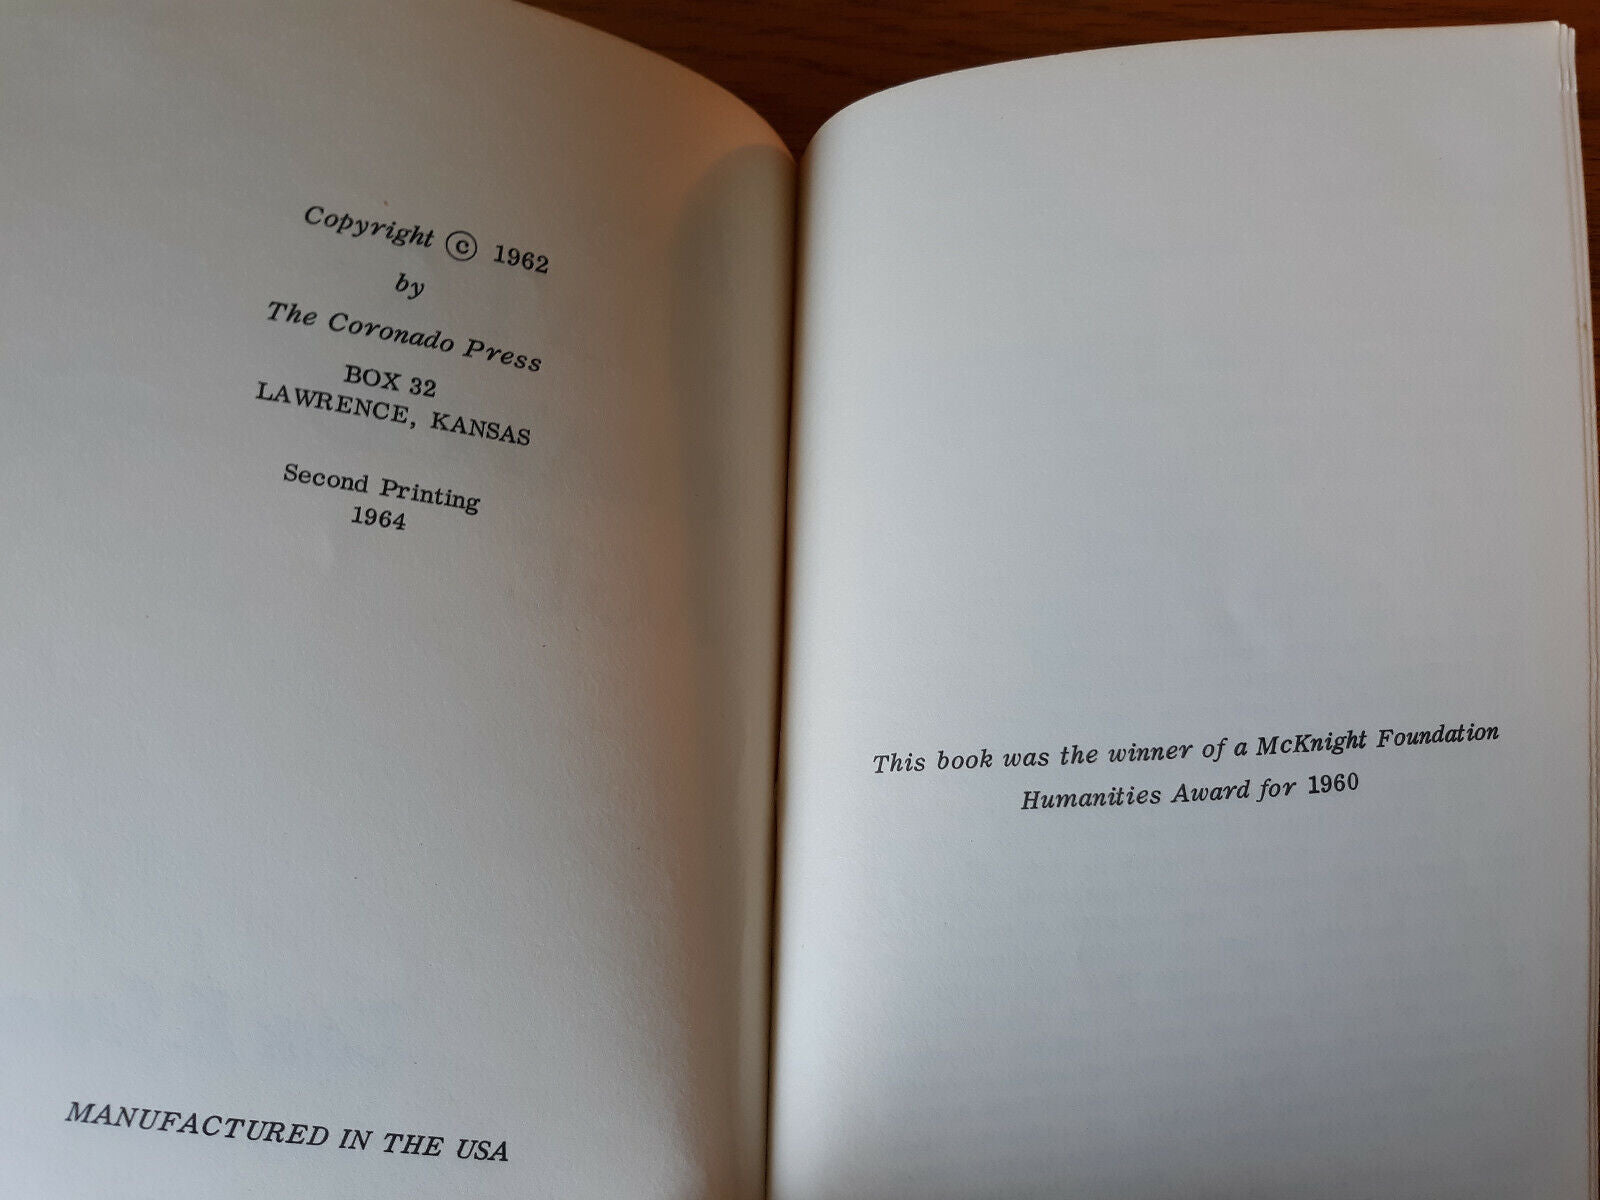 Copyright © 1962
by
The Coronado Press
BOX 32
LAWRENCE, KANSAS
Second Printing
1964
MANUFACTURED IN THE USA
This book was the winner of a McKnight Foundation
Humanities Award for 1960